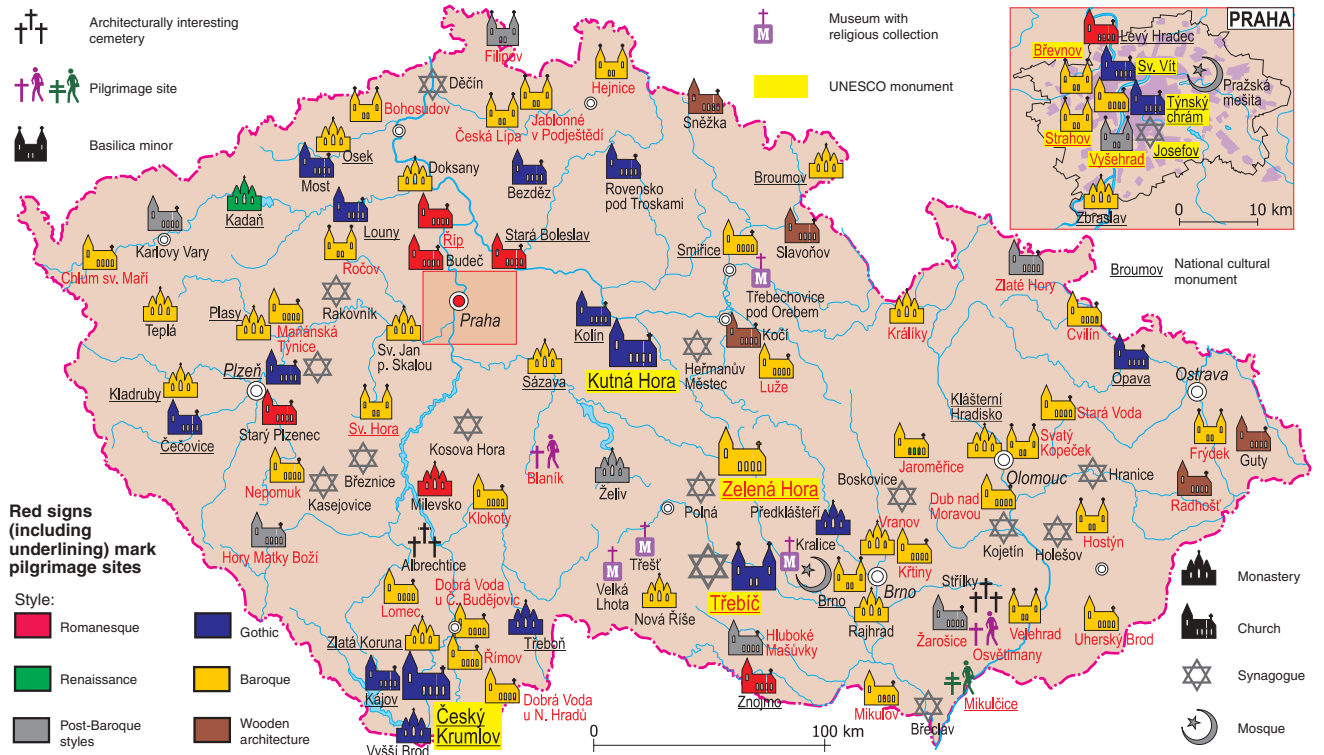 Architecturally interesting
cemetery
Pilgrimage site
Basilica minor
Museum with
religious collection
UNESCO monument
PRAHA
Levý Hradec
Břevnov
Sv. Vít
Pražská
mešita
Týnský
chrám
Strahov
Vyšehrad
Josefov
Zbraslav
0 10 km
Broumov
National cultural
monument
Filipov
Děčín
Hejnice
Bohosudov
Jablonné
v Podještědí
Česká Lípa
Sněžka
Osek
Most
Doksany
Bezděz
Rovensko
pod Troskami
Broumov
Kadaň
Louny
Říp
Stará Boleslav
Karlovy Vary
Ročov
Budeč
Smiřice
Slavoňov
Chlum sv. Maří
Třebechovice
pod Orebem
Zlaté Hory
Teplá
Plasy
Rakovník
Mariánská
Týnice
Praha
Sv. Jan
p. Skalou
Kolín
Kočí
Králíky
Cvilín
Kutná Hora
Heřmanův
Městec
Luže
Sázava
Opava
Ostrava
Plzeň
Kladruby
Čečovice
Starý Plzenec
Sv. Hora
Klášterní
Hradisko
Stará Voda
Svatý
Kopeček
Frýdek
Guty
Kosova Hora
Blaník
Želiv
Zelená Hora
Jaroměřice
Olomouc
Hranice
Radhošť
Nepomuk
Kasejovice
Březnice
Milevsko
Klokoty
Polná
Předklášteří
Boskovice
Dub nad
Moravou
Vranov
Kojetín
Holešov
Hostýn
Red signs
(including
underlining) mark
pilgrimage sites
Hory Matky Boží
Albrechtice
Třešť
Velká
Lhota
Kralice
Křtiny
Třebíč
Brno
Brno
Střílky
Lomec
Dobrá Voda
u Č. Budějovic
Nová Říše
Rajhrad
Žarošice
Osvětimany
Velehrad
Uherský Brod
Monastery
Style:
Romanesque
Gothic
Renaissance
Baroque
Post-Baroque
styles
Wooden
architecture
Zlatá Koruna
Třeboň
Římov
Hluboké
Mašůvky
Church
Kájov
Český
Krumlov
Dobrá Voda
u N. Hradů
Znojmo
Mikulov
Mikulčice
Synagogue
Vyšší Brod
Břeclav
Mosque
0 100 km